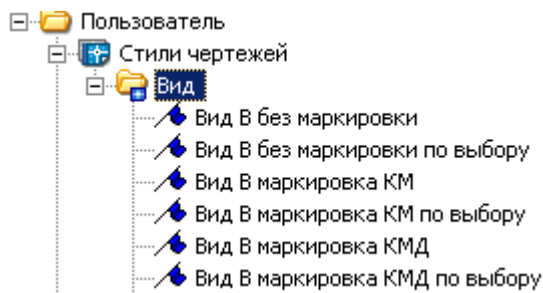 Пользователь
Стили чертежей
Вид
Вид В без маркировки
Вид В без маркировки по выбору
Вид В маркировка КМ
Вид В маркировка КМ по выбору
Вид В маркировка КМД
Вид В маркировка КМД по выбору